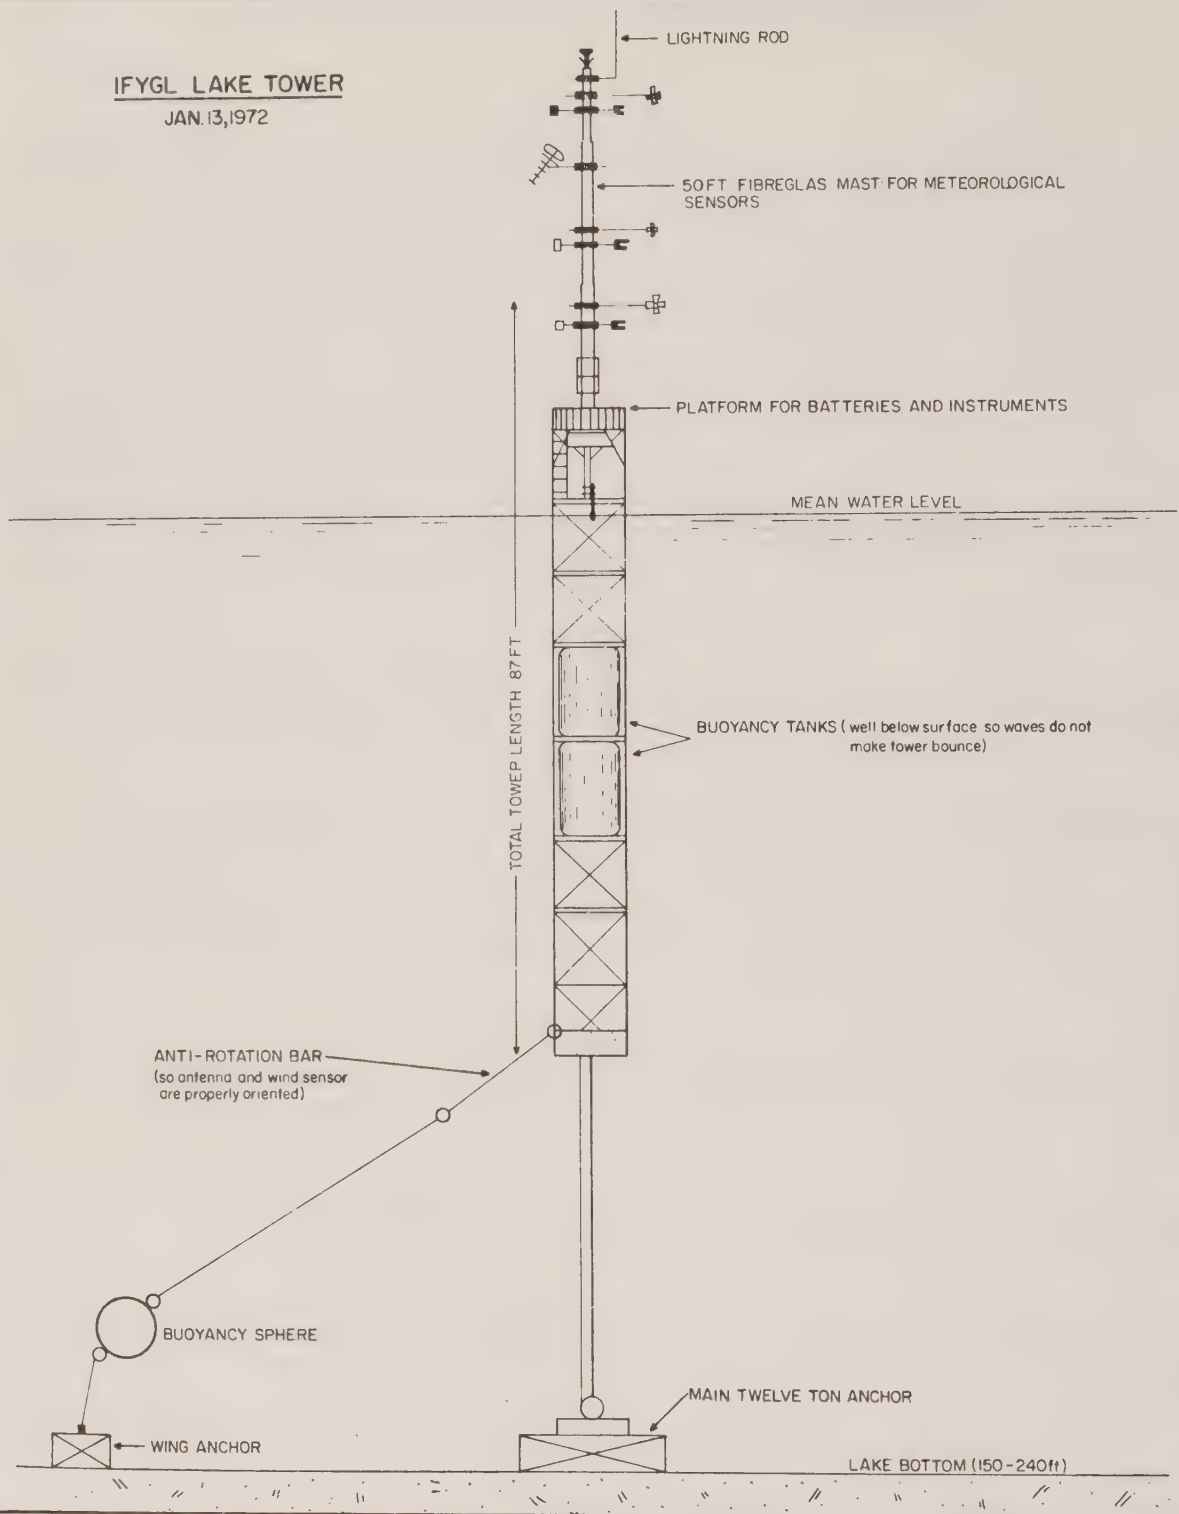 LIGHTNING ROD
IFYGL LAKE TOWER
JAN. 13, 1972
50 FT FIBREGLAS MAST FOR METEOROLOGICAL
SENSORS
PLATFORM FOR BATTERIES AND INSTRUMENTS
MEAN WATER LEVEL
TOTAL TOWER LENGTH 87 FT
BUOYANCY TANKS ( well below surface so waves do not
make tower bounce)
ANTI-ROTATION BAR
(so antenna and wind sensor
are properly oriented)
BUOYANCY SPHERE
MAIN TWELVE TON ANCHOR
WING ANCHOR
LAKE BOTTOM (150-240ft)